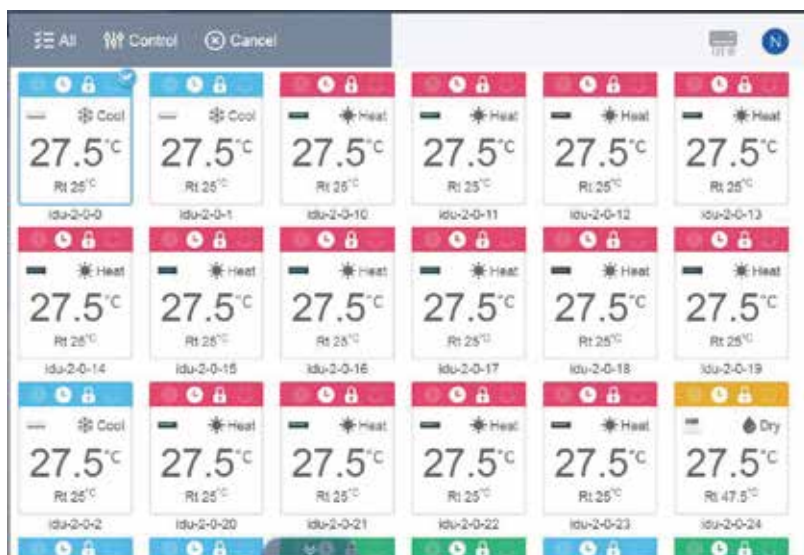 All Control Cancel N
Cool Cool Heat Heat Heat Heat
27.5°C 27.5°C 27.5°C 27.5°C 27.5°C 27.5°C
Rt 25°C Rt 25°C Rt 25°C Rt 25°C Rt 25°C Rt 25°C
idu-2-0-0 idu-2-0-1 idu-2-0-10 idu-2-0-11 idu-2-0-12 idu-2-0-13
Heat Heat Heat Heat Heat Heat
27.5°C 27.5°C 27.5°C 27.5°C 27.5°C 27.5°C
Rt 25°C Rt 25°C Rt 25°C Rt 25°C Rt 25°C Rt 25°C
idu-2-0-14 idu-2-0-15 idu-2-0-16 idu-2-0-17 idu-2-0-18 idu-2-0-19
Cool Heat Heat Heat Heat Dry
27.5°C 27.5°C 27.5°C 27.5°C 27.5°C 27.5°C
Rt 25°C Rt 25°C Rt 25°C Rt 25°C Rt 25°C Rt 47.5°C
idu-2-0-2 idu-2-0-20 idu-2-0-21 idu-2-0-22 idu-2-0-23 idu-2-0-24